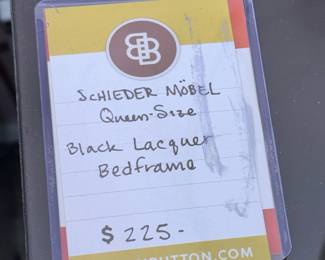 SCHIEDER MÖBEL
Queen-Size
Black Lacquer
Bedframe
$ 225-